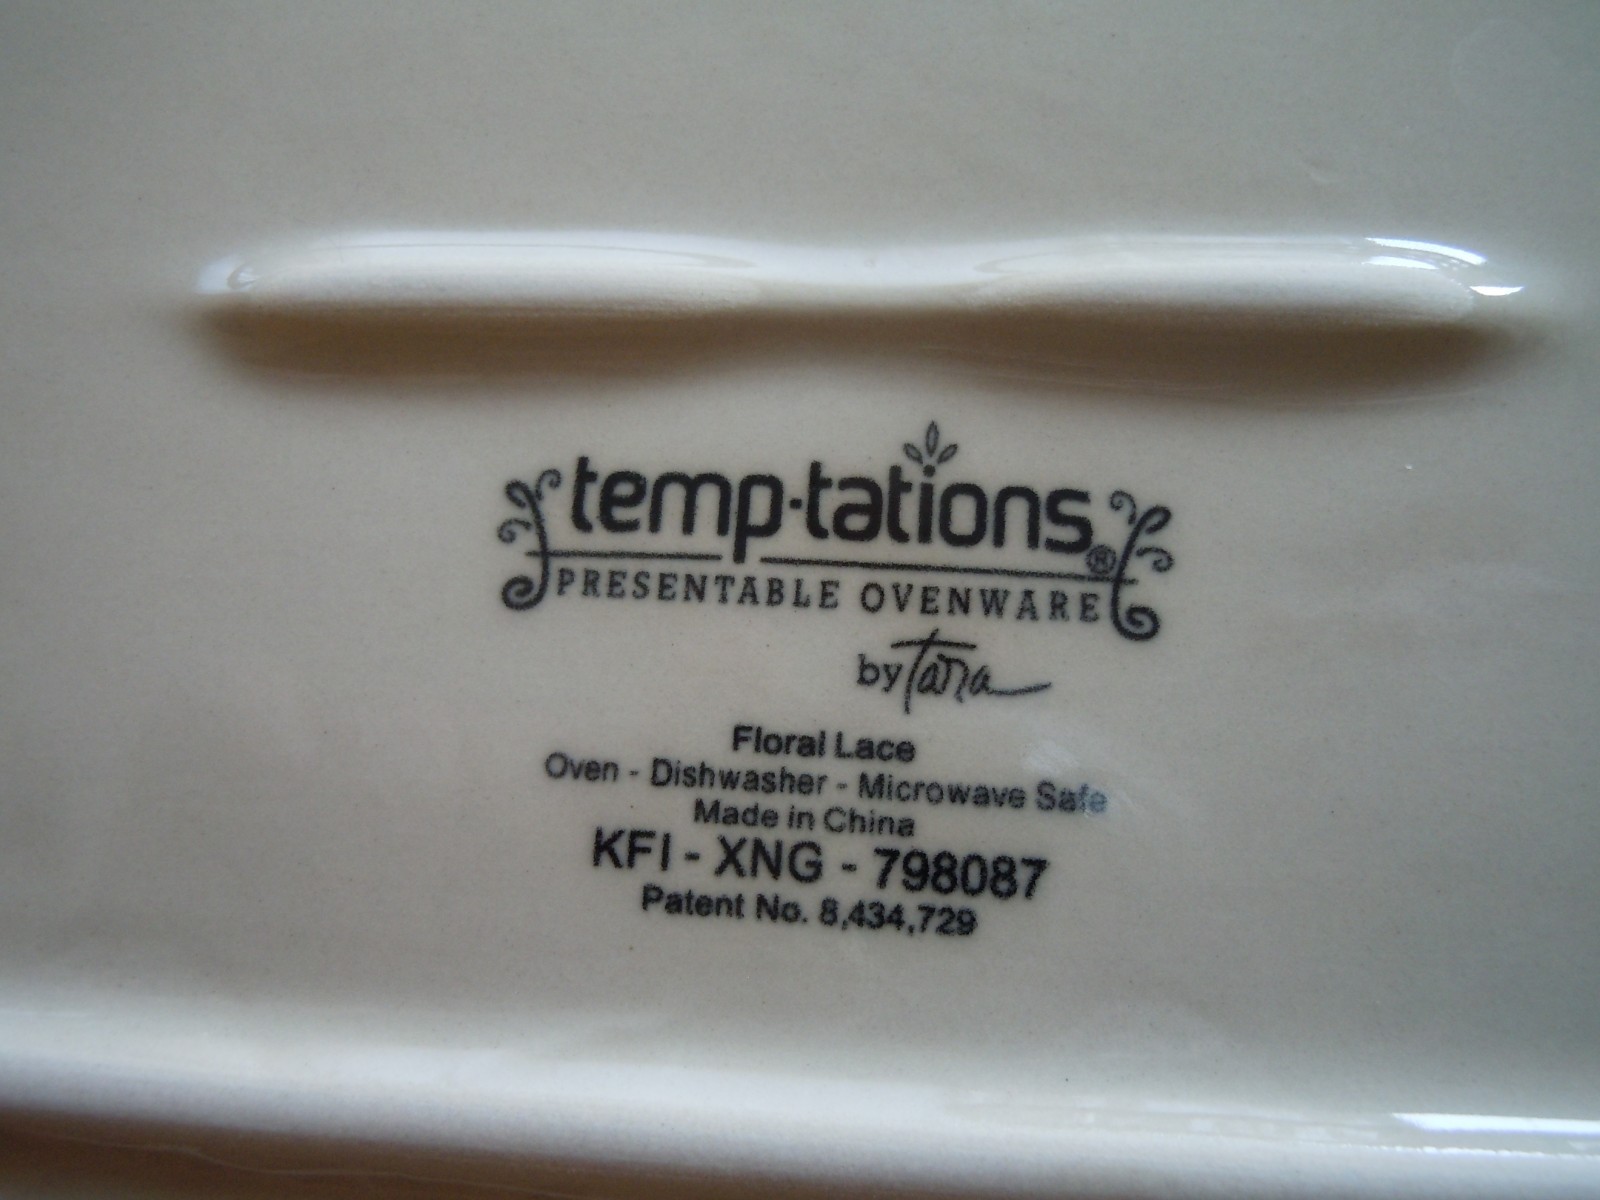 temp-tations®
PRESENTABLE OVENWARE
by Tara
Floral Lace
Oven - Dishwasher - Microwave Safe
Made in China
KFI - XNG - 798087
Patent No. 8,434,729